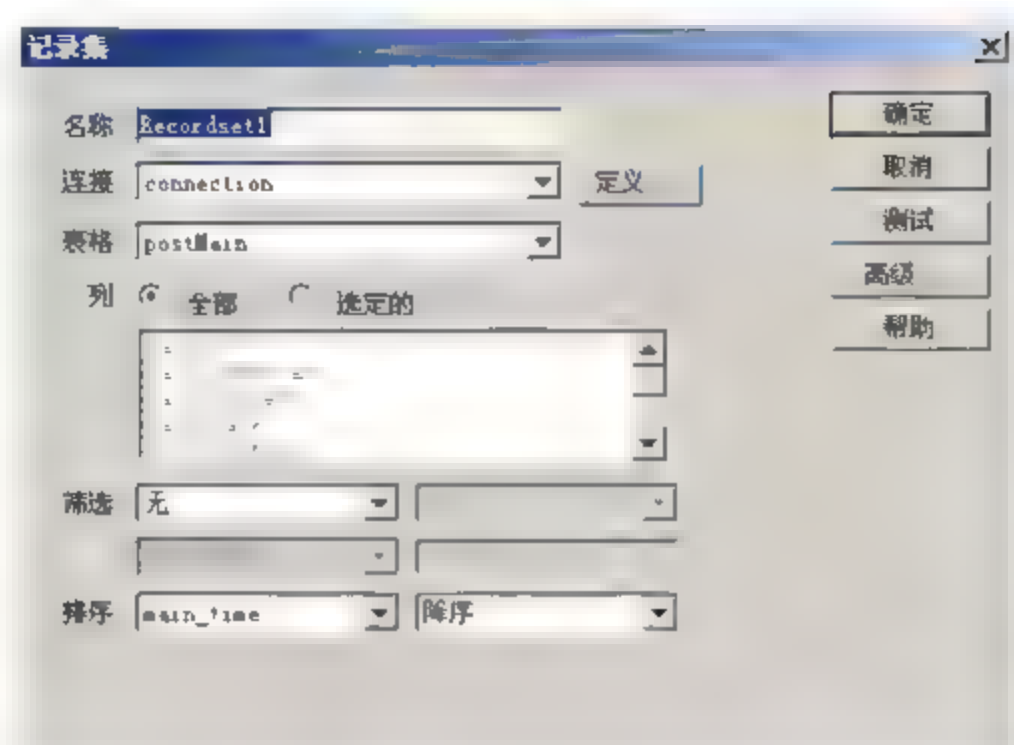 记录集
名称 Recordset1
确定
连接 connection 定义
取消
表格 postMain
测试
列 全部 选定的
高级
帮助
筛选 无
排序 main_time 降序